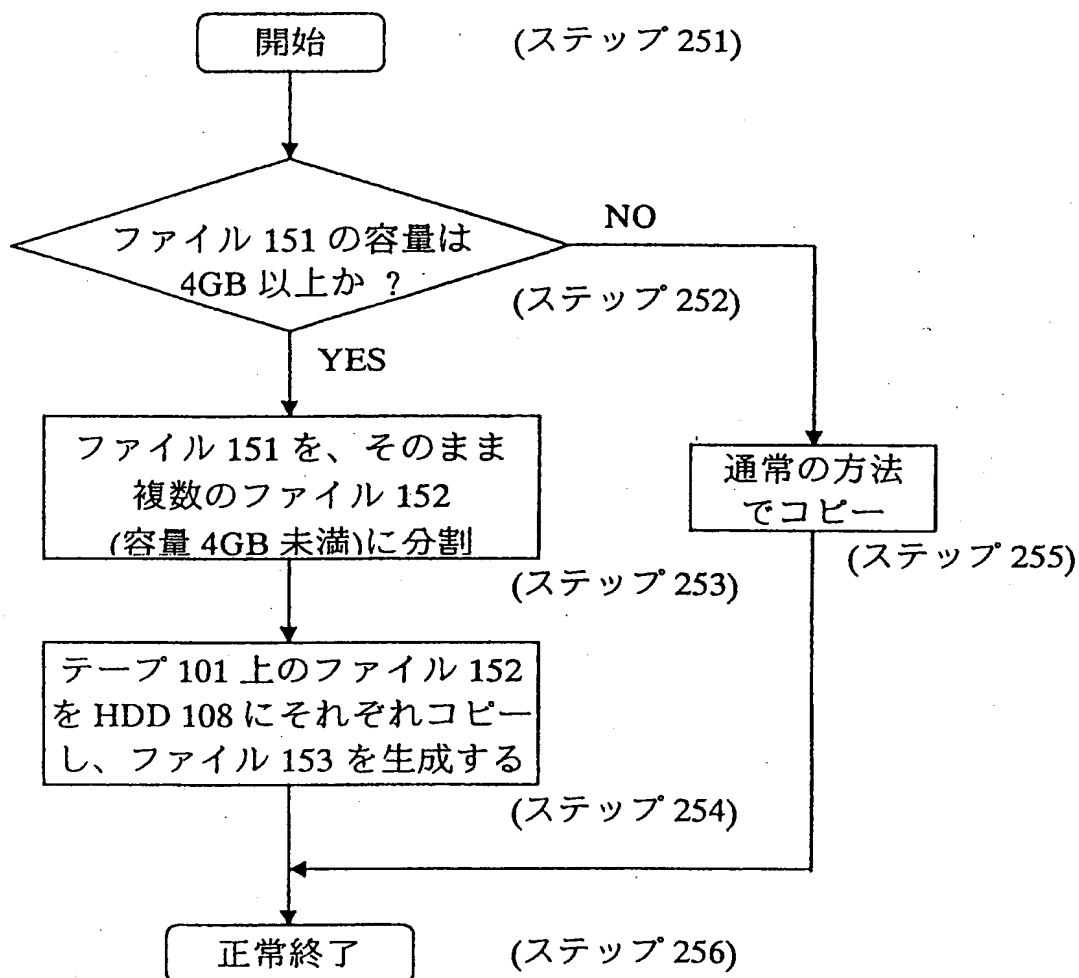 開始
(ステップ 251)
ファイル 151 の容量は
4GB 以上か ？
NO
(ステップ 252)
YES
ファイル 151 を、そのまま
複数のファイル 152
(容量 4GB 未満)に分割
(ステップ 253)
通常の方法
でコピー
(ステップ 255)
テープ 101 上のファイル 152
を HDD 108 にそれぞれコピー
し、ファイル 153 を生成する
(ステップ 254)
正常終了
(ステップ 256)